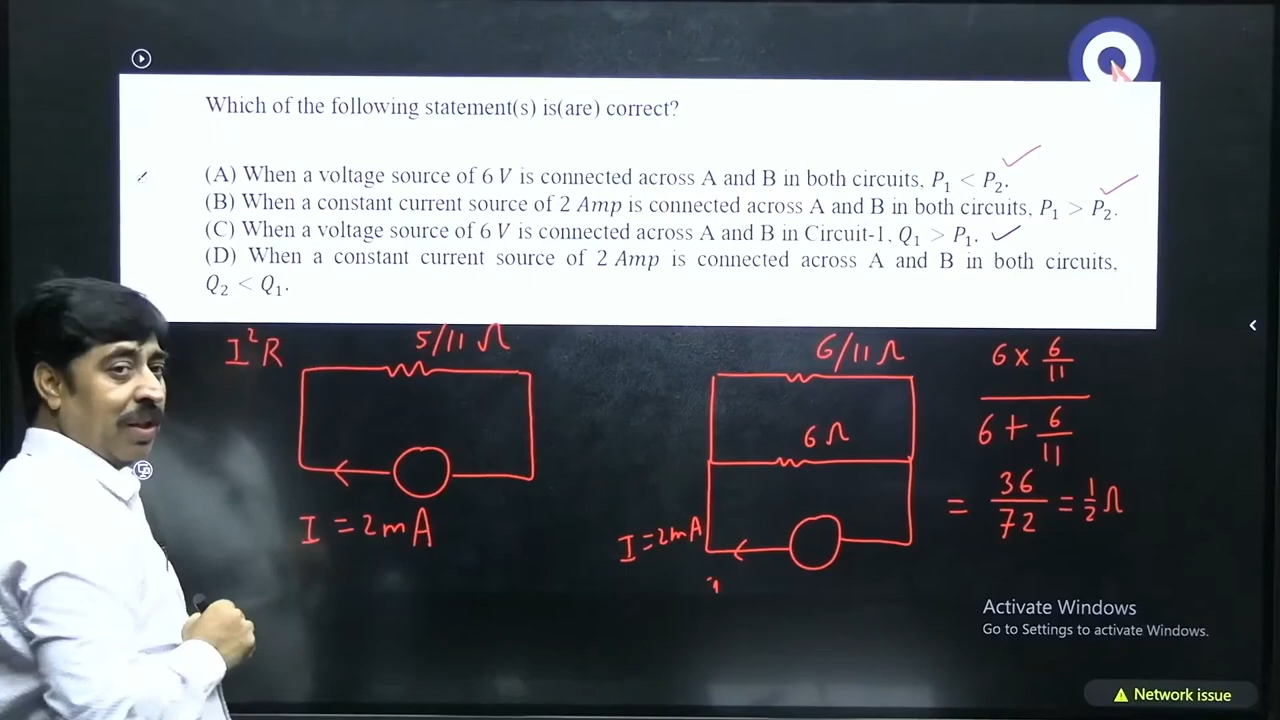 Which of the following statement(s) is(are) correct?
(A) When a voltage source of 6 V is connected across A and B in both circuits, P₁ < P₂.
(B) When a constant current source of 2 Amp is connected across A and B in both circuits, P₁ > P₂.
(C) When a voltage source of 6 V is connected across A and B in Circuit-1, Q₁ > P₁.
(D) When a constant current source of 2 Amp is connected across A and B in both circuits,
Q₂ < Q₁.
I²R
5/11 Ω
I = 2mA
6/11 Ω
6 Ω
I = 2mA
6 × 6/11
6 + 6/11
= 36/72 = 1/2 Ω
Activate Windows
Go to Settings to activate Windows.
Network issue